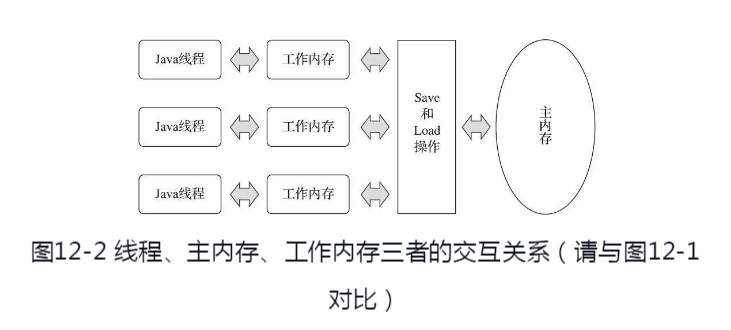 Java线程
工作内存
Java线程
工作内存
Java线程
工作内存
Save
和
Load
操作
主内存
图12-2 线程、主内存、工作内存三者的交互关系（请与图12-1
对比）